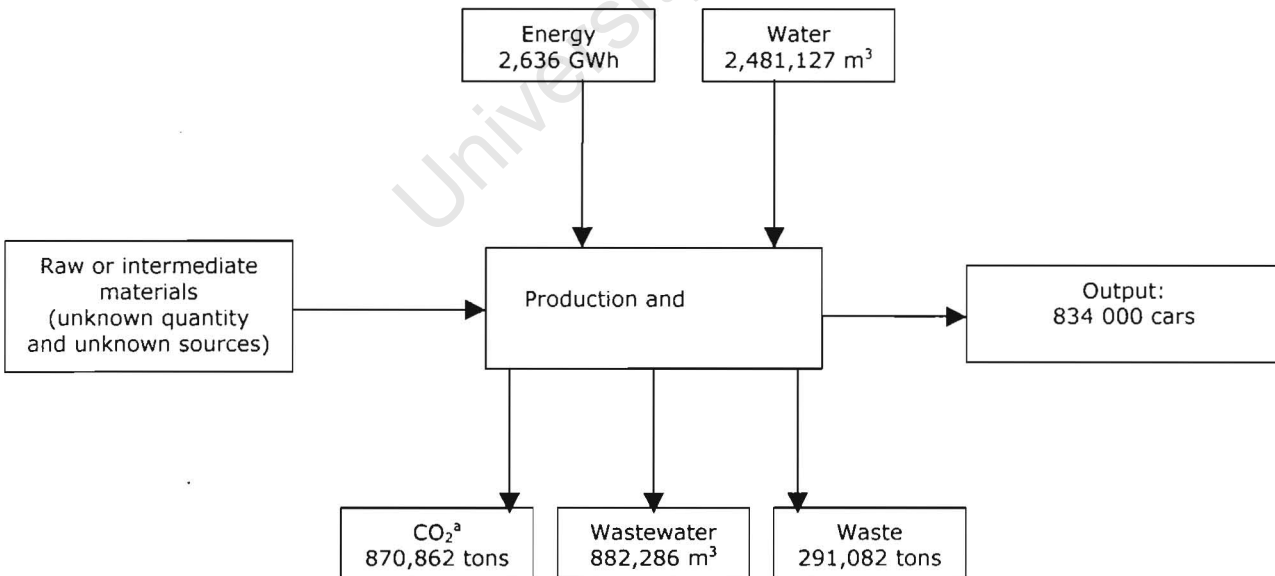 Universit
Energy
2,636 GWh
Water
2,481,127 m³
Raw or intermediate
materials
(unknown quantity
and unknown sources)
Production and
Output:
834 000 cars
CO₂ᵃ
870,862 tons
Wastewater
882,286 m³
Waste
291,082 tons